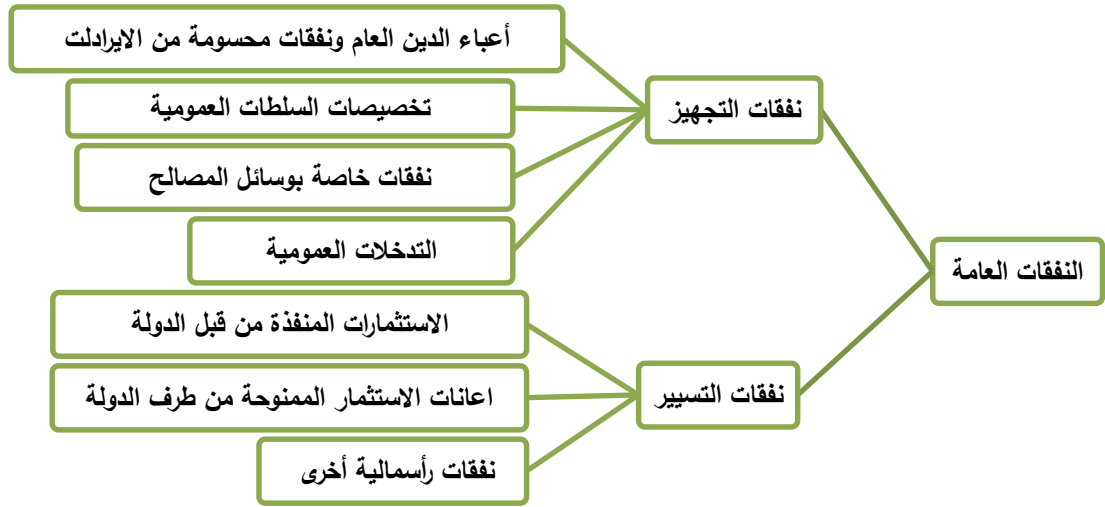 النفقات العامة
نفقات التجهيز
أعباء الدين العام ونفقات محسومة من الايرادلت
تخصيصات السلطات العمومية
نفقات خاصة بوسائل المصالح
التدخلات العمومية
نفقات التسيير
الاستثمارات المنفذة من قبل الدولة
اعانات الاستثمار الممنوحة من طرف الدولة
نفقات رأسمالية أخرى